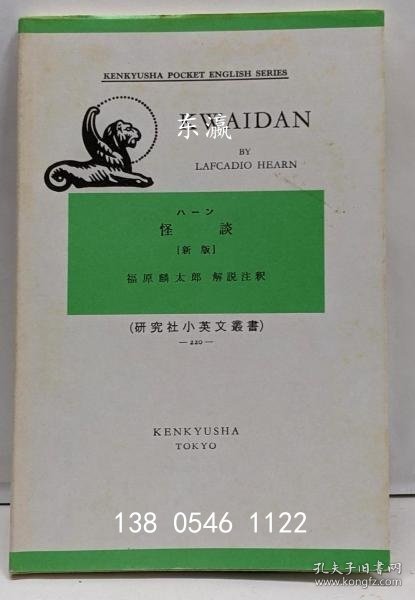 KENKYUSHA POCKET ENGLISH SERIES
东瀛
KWAIDAN
BY
LAFCADIO HEARN
ハーン
怪談
[新版]
福原麟太郎 解説注釈
(研究社小英文叢書)
—220—
KENKYUSHA
TOKYO
138 0546 1122
孔夫子旧书网
www.kongfz.com